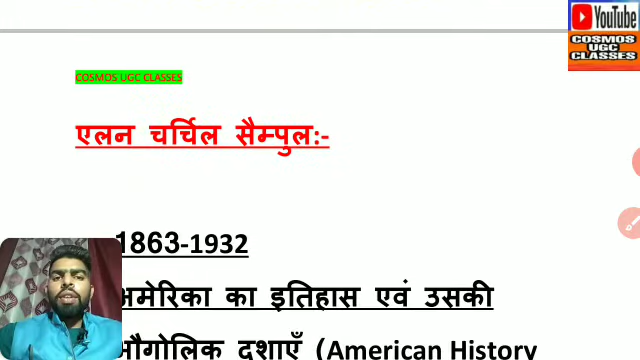 YouTube
COSMOS
UGC
CLASSES
COSMOS UGC CLASSES
एलन चर्चिल सैम्पुल:-
1863-1932
अमेरिका का इतिहास एवं उसकी
भौगोलिक दशाएँ (American History